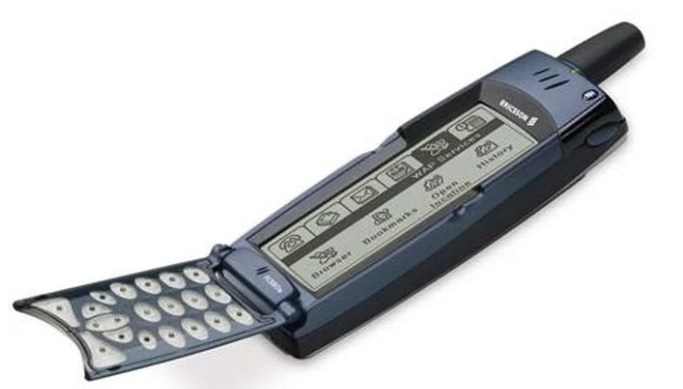 ERICSSON
WAP Services
Browser
Bookmarks
Open
location
History